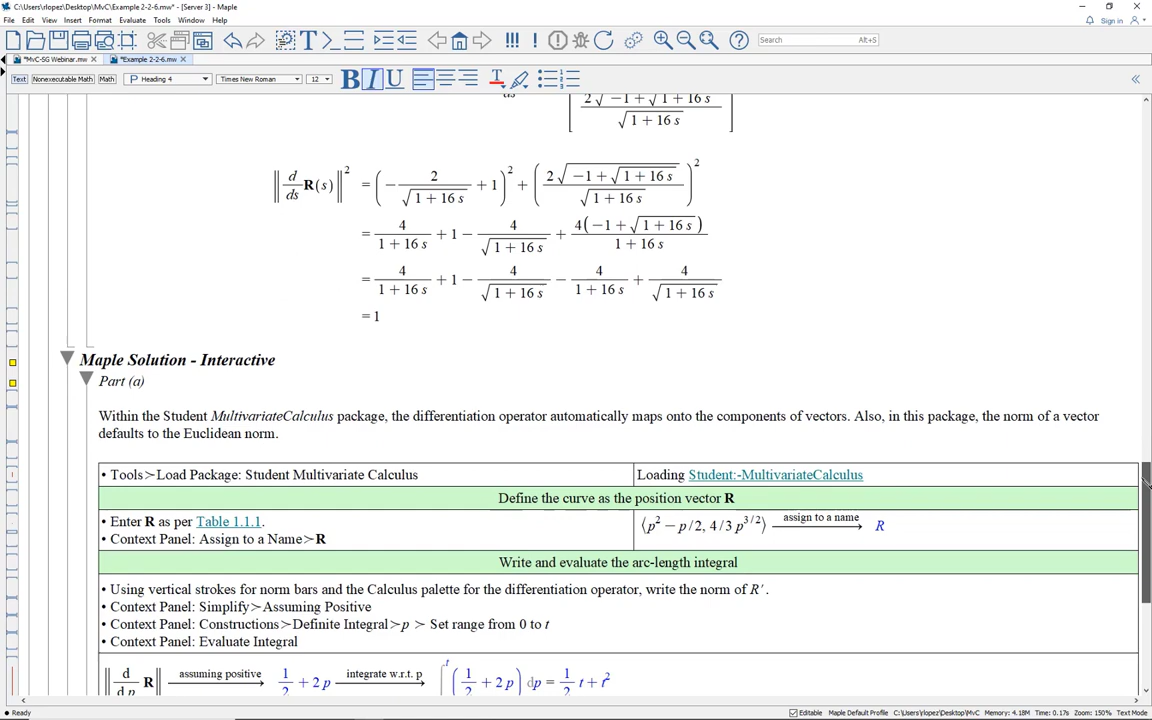 C:\Users\rlopez\Desktop\MvC\Example 2-2-6.mw* - [Server 3] - Maple
File Edit View Insert Format Evaluate Tools Window Help
Sign in
Search Alt+S
*MvC-SG Webinar.mw *Example 2-2-6.mw
Text Nonexecutable Math Math P Heading 4 Times New Roman 12 B I U
ds
2√(−1 + √(1 + 16 s))
√(1 + 16 s)
‖ d/ds R(s) ‖² = (− 2/√(1 + 16 s) + 1)² + (2√(−1 + √(1 + 16 s))/√(1 + 16 s))²
= 4/(1 + 16 s) + 1 − 4/√(1 + 16 s) + 4(−1 + √(1 + 16 s))/(1 + 16 s)
= 4/(1 + 16 s) + 1 − 4/√(1 + 16 s) − 4/(1 + 16 s) + 4/√(1 + 16 s)
= 1
Maple Solution - Interactive
Part (a)
Within the Student MultivariateCalculus package, the differentiation operator automatically maps onto the components of vectors. Also, in this package, the norm of a vector
defaults to the Euclidean norm.
• Tools>Load Package: Student Multivariate Calculus
Loading Student:-MultivariateCalculus
Define the curve as the position vector R
• Enter R as per Table 1.1.1.
• Context Panel: Assign to a Name>R
⟨p² − p/2, 4/3 p^(3/2)⟩ assign to a name → R
Write and evaluate the arc-length integral
• Using vertical strokes for norm bars and the Calculus palette for the differentiation operator, write the norm of R′.
• Context Panel: Simplify>Assuming Positive
• Context Panel: Constructions>Definite Integral>p > Set range from 0 to t
• Context Panel: Evaluate Integral
‖ d/dp R ‖ assuming positive → 1/2 + 2 p integrate w.r.t. p → ∫ᵗ (1/2 + 2 p) dp = 1/2 t + t²
Ready
Editable Maple Default Profile C:\Users\rlopez\Desktop\MvC Memory: 4.18M Time: 0.17s Zoom: 150% Text Mode